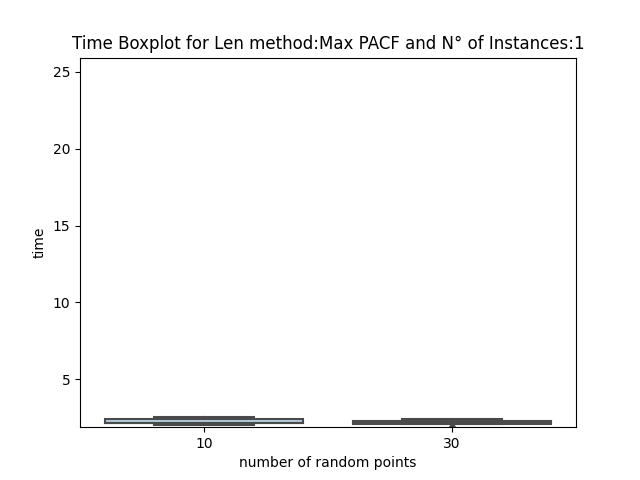 Time Boxplot for Len method:Max PACF and N° of Instances:1
25
20
15
10
5
time
10
30
number of random points